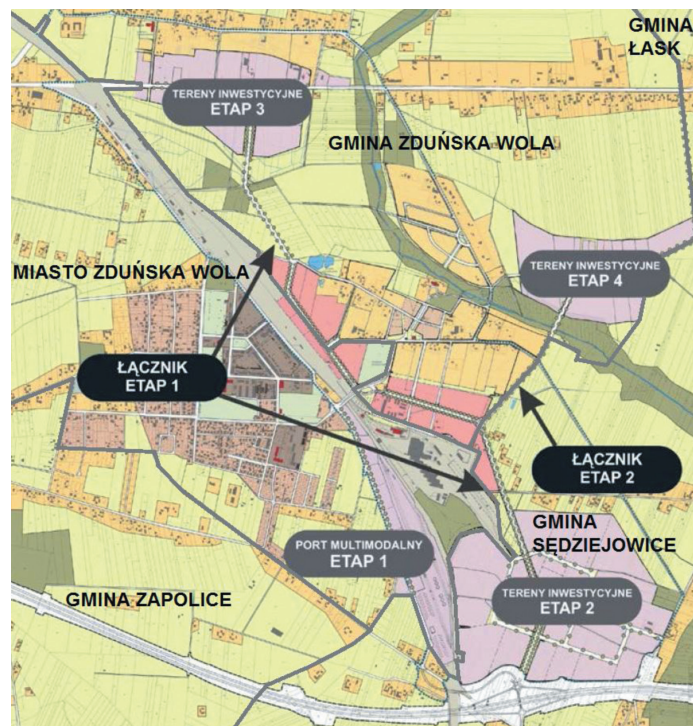 GMINA
ŁASK
TERENY INWESTYCYJNE
ETAP 3
GMINA ZDUŃSKA WOLA
MIASTO ZDUŃSKA WOLA
TERENY INWESTYCYJNE
ETAP 4
ŁĄCZNIK
ETAP 1
ŁĄCZNIK
ETAP 2
GMINA
SĘDZIEJOWICE
PORT MULTIMODALNY
ETAP 1
GMINA ZAPOLICE
TERENY INWESTYCYJNE
ETAP 2